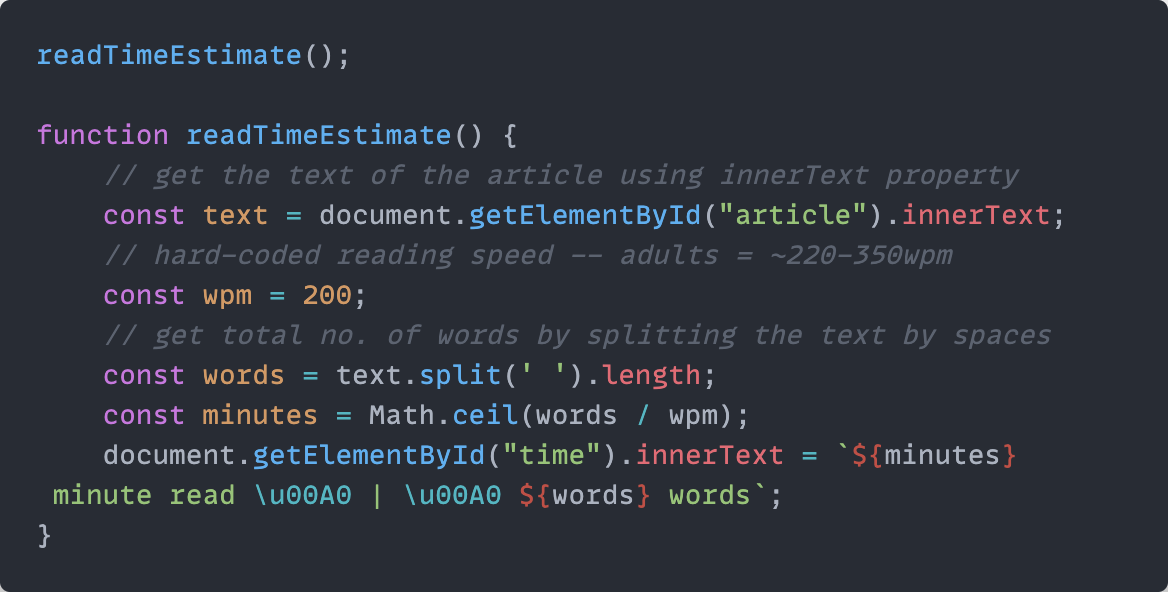 readTimeEstimate();

function readTimeEstimate() {
    // get the text of the article using innerText property
    const text = document.getElementById("article").innerText;
    // hard-coded reading speed -- adults = ~220-350wpm
    const wpm = 200;
    // get total no. of words by splitting the text by spaces
    const words = text.split(' ').length;
    const minutes = Math.ceil(words / wpm);
    document.getElementById("time").innerText = `${minutes}
 minute read \u00A0 | \u00A0 ${words} words`;
}